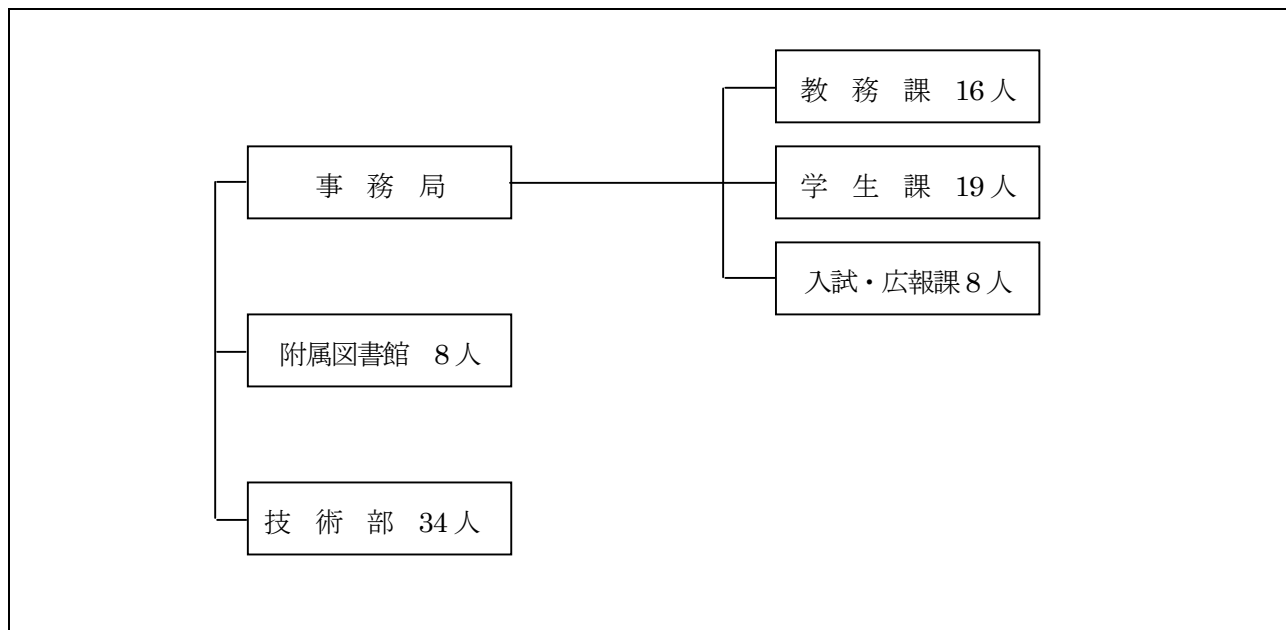 教務課 16人
事務局
学生課 19人
入試・広報課 8人
附属図書館 8人
技術部 34人